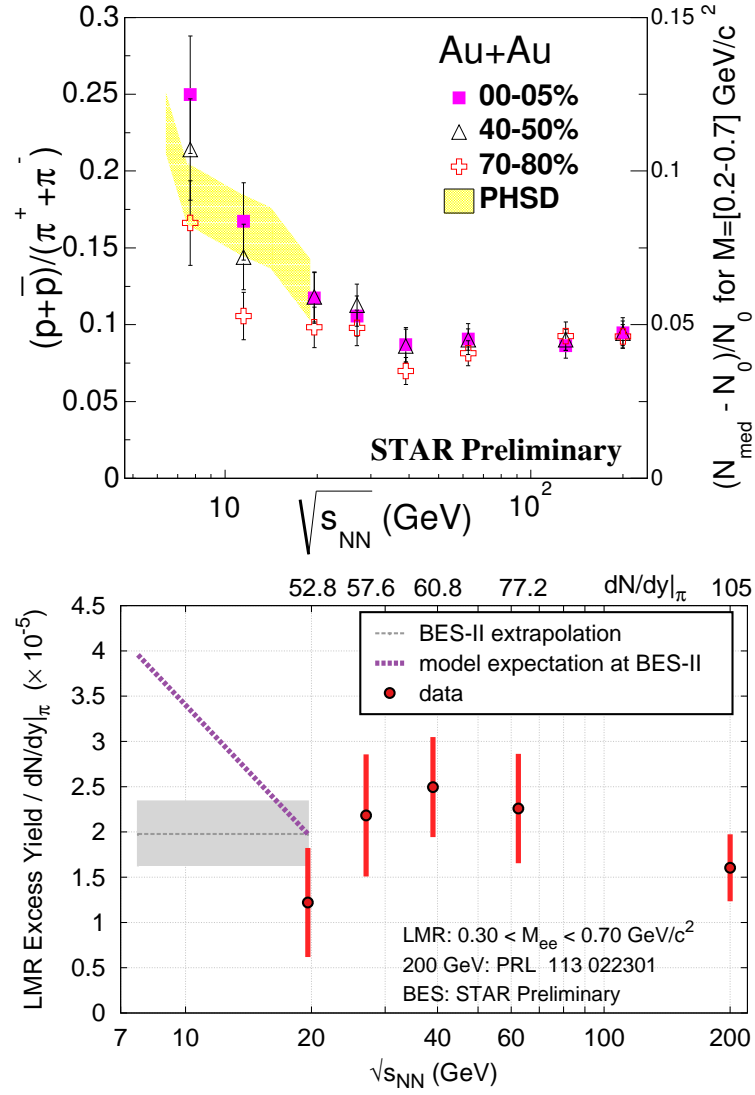 0.3
0.25
0.2
0.15
0.1
0.05
0
(p+p̅)/(π⁺+π⁻)
Au+Au
00-05%
40-50%
70-80%
PHSD
STAR Preliminary
0.15
0.1
0.05
0
(N_med - N_0)/N_0 for M=[0.2-0.7] GeV/c²
10 10²
√s_NN (GeV)
52.8 57.6 60.8 77.2 dN/dy|_π 105
4.5
4
3.5
3
2.5
2
1.5
1
0.5
0
LMR Excess Yield / dN/dy|_π (× 10⁻⁵)
BES-II extrapolation
model expectation at BES-II
data
LMR: 0.30 < M_ee < 0.70 GeV/c²
200 GeV: PRL 113 022301
BES: STAR Preliminary
7 10 20 40 60 100 200
√s_NN (GeV)